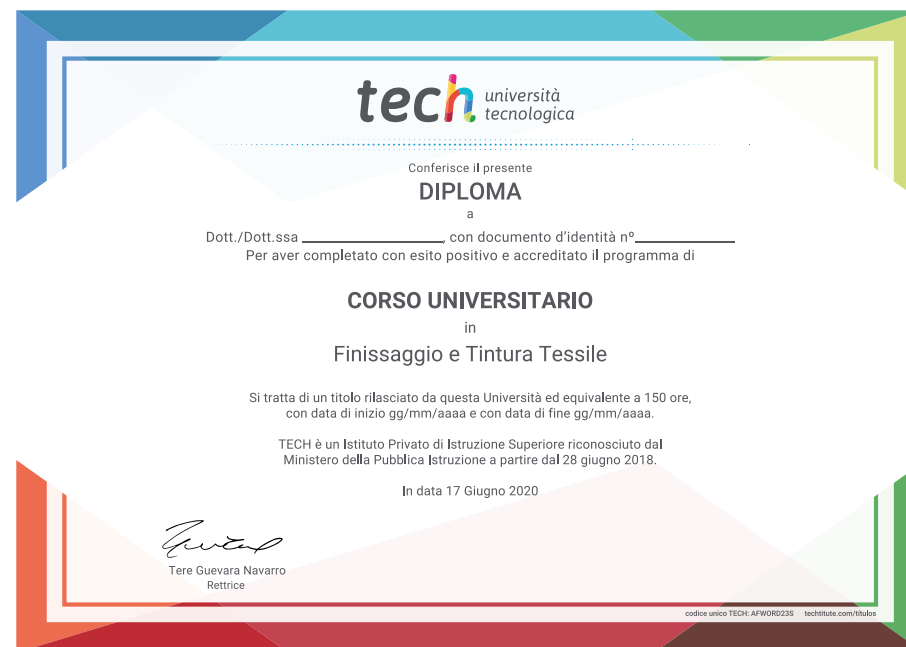 tech università
tecnologica
Conferisce il presente
DIPLOMA
a
Dott./Dott.ssa ____________________, con documento d'identità nº______________
Per aver completato con esito positivo e accreditato il programma di
CORSO UNIVERSITARIO
in
Finissaggio e Tintura Tessile
Si tratta di un titolo rilasciato da questa Università ed equivalente a 150 ore,
con data di inizio gg/mm/aaaa e con data di fine gg/mm/aaaa.
TECH è un Istituto Privato di Istruzione Superiore riconosciuto dal
Ministero della Pubblica Istruzione a partire dal 28 giugno 2018.
In data 17 Giugno 2020
Tere Guevara Navarro
Rettrice
codice unico TECH: AFWORD23S techtitute.com/títulos